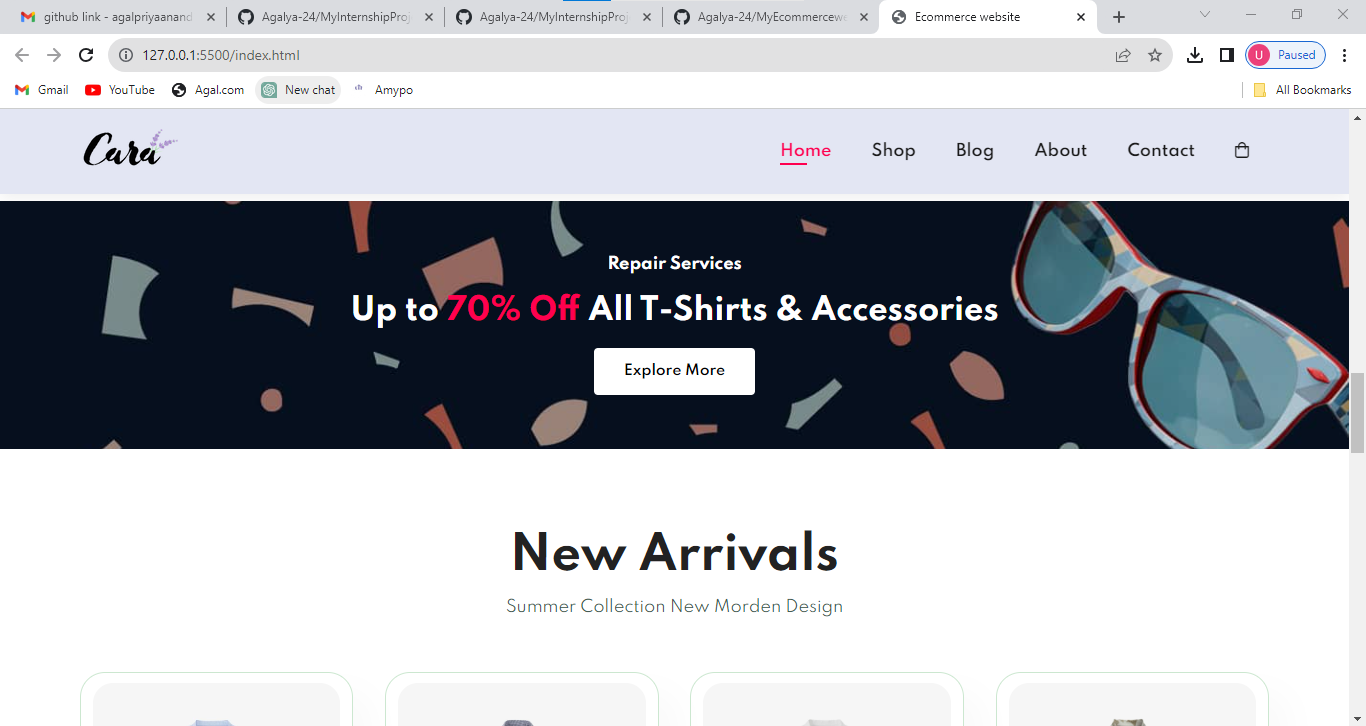 github link - agalpriyaanand
Agalya-24/MyInternshipProj
Agalya-24/MyInternshipProj
Agalya-24/MyEcommercewe
Ecommerce website
127.0.0.1:5500/index.html
U Paused
Gmail
YouTube
Agal.com
New chat
Amypo
All Bookmarks
Cara
Home
Shop
Blog
About
Contact
Repair Services
Up to 70% Off All T-Shirts & Accessories
Explore More
New Arrivals
Summer Collection New Morden Design